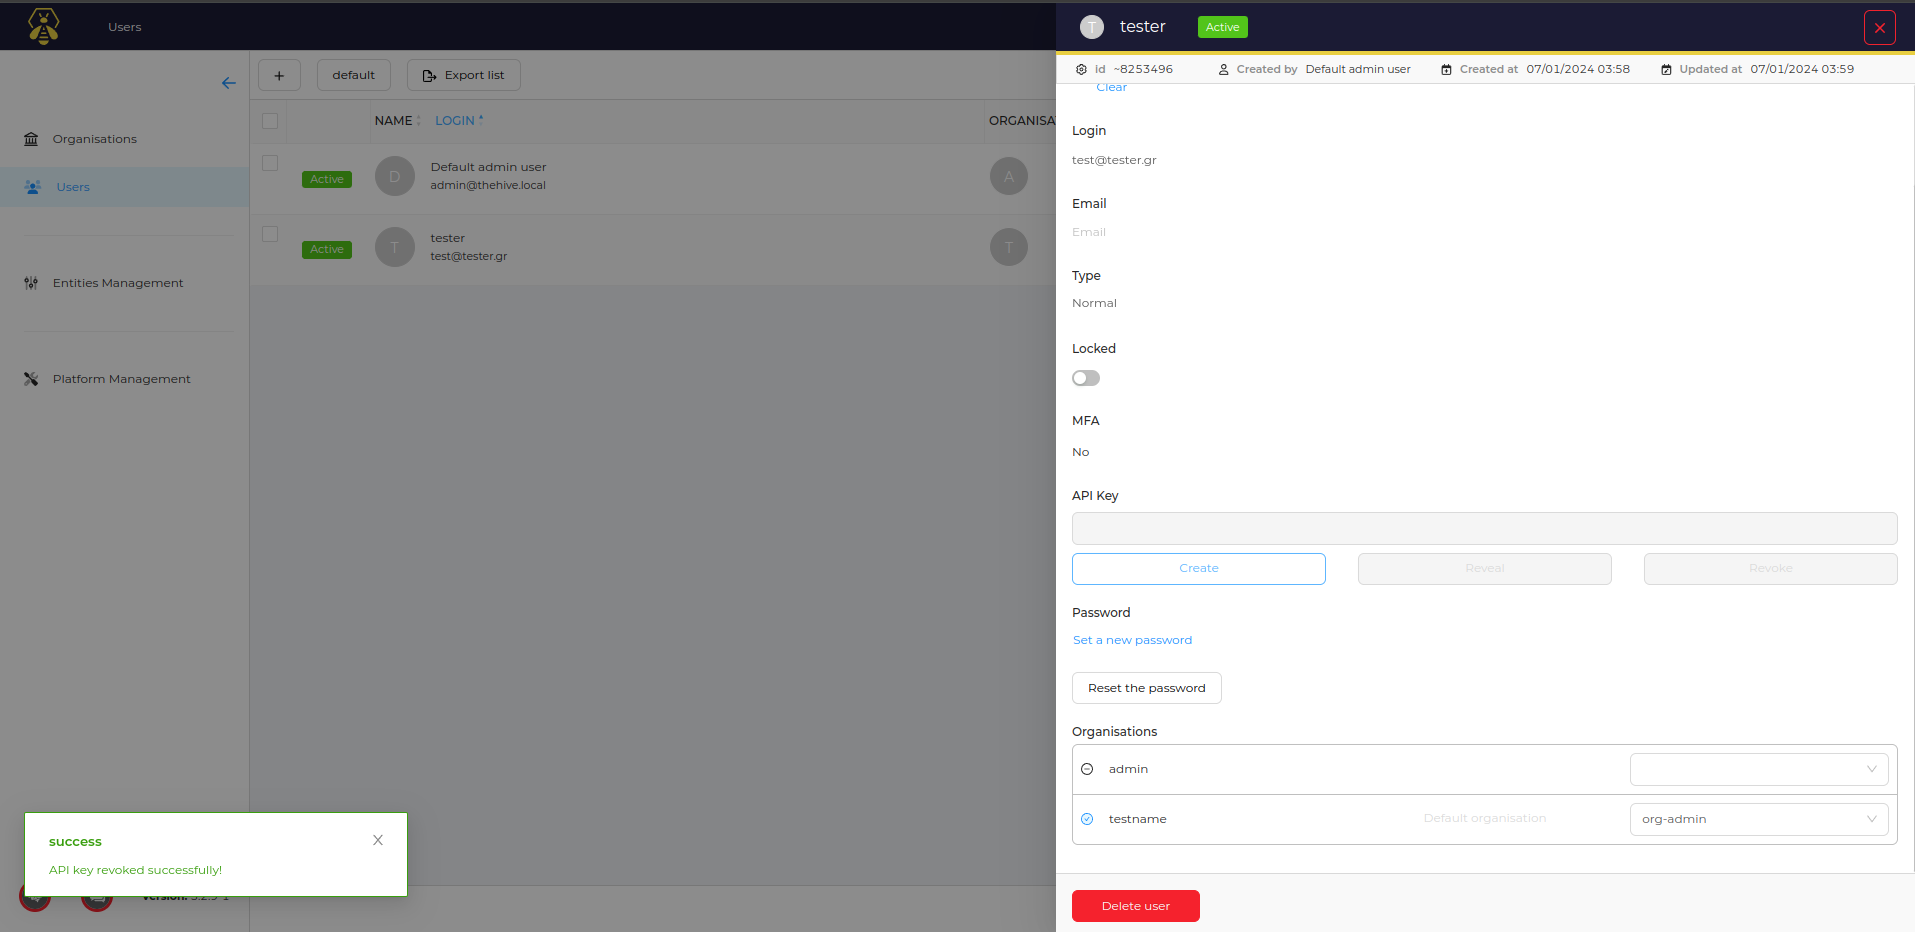 Users
Organisations
Users
Entities Management
Platform Management
+
default
Export list
NAME
LOGIN
ORGANISA
Active
D
Default admin user
admin@thehive.local
A
Active
T
tester
test@tester.gr
T
success
API key revoked successfully!
T
tester
Active
id ~8253496
Created by Default admin user
Created at 07/01/2024 03:58
Updated at 07/01/2024 03:59
Clear
Login
test@tester.gr
Email
Email
Type
Normal
Locked
MFA
No
API Key
Create
Reveal
Revoke
Password
Set a new password
Reset the password
Organisations
admin
testname
Default organisation
org-admin
Delete user